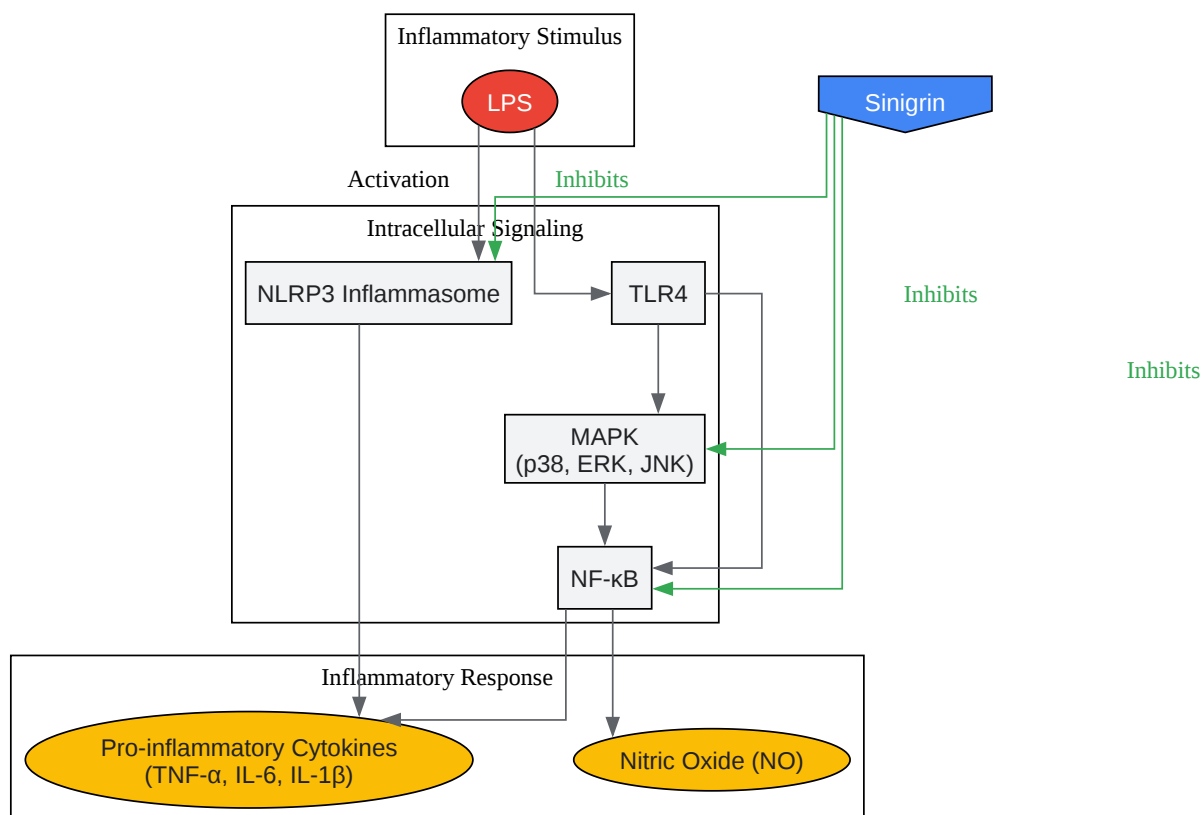 Inflammatory Stimulus
LPS
Sinigrin
Activation
Inhibits
Intracellular Signaling
NLRP3 Inflammasome
TLR4
Inhibits
Inhibits
MAPK
(p38, ERK, JNK)
NF-κB
Inflammatory Response
Pro-inflammatory Cytokines
(TNF-α, IL-6, IL-1β)
Nitric Oxide (NO)